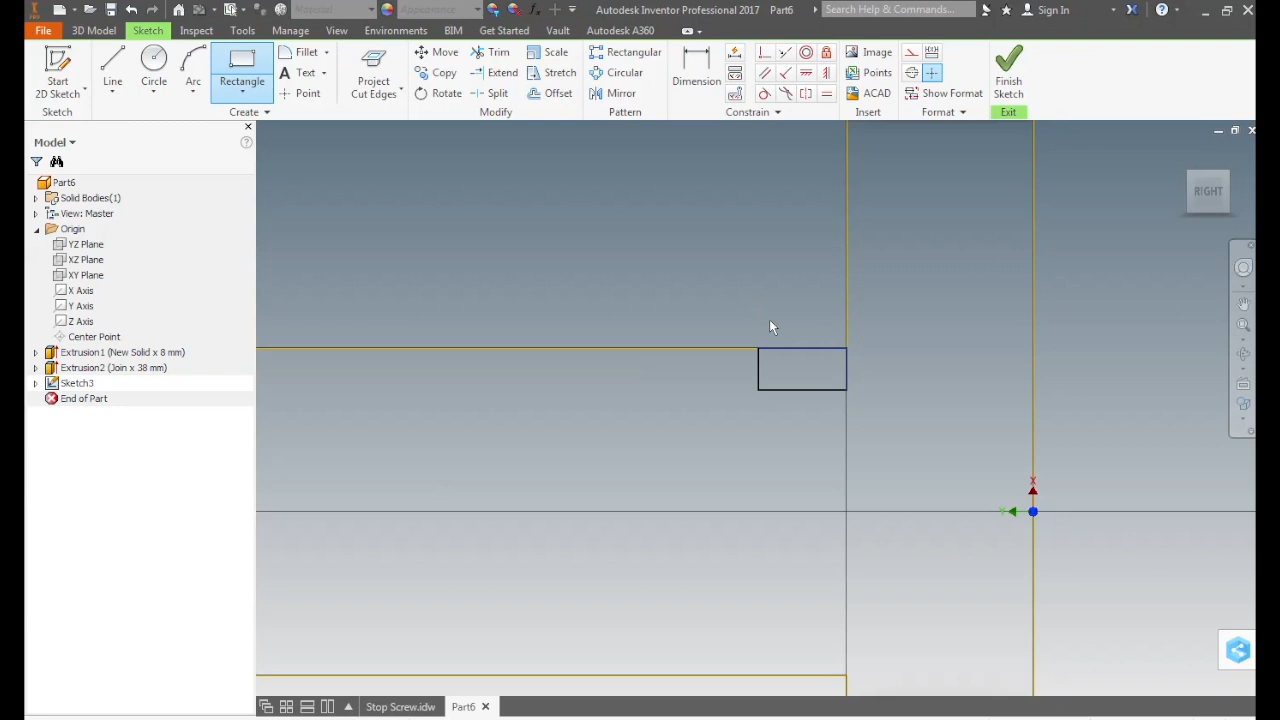 Material
Appearance
Autodesk Inventor Professional 2017 Part6
Search Help & Commands...
Sign In
PRO
File 3D Model Sketch Inspect Tools Manage View Environments BIM Get Started Vault Autodesk A360
Start
2D Sketch
Line
Circle
Arc
Rectangle
Fillet
Text
Point
Project
Cut Edges
Move
Copy
Rotate
Trim
Extend
Split
Scale
Stretch
Offset
Rectangular
Circular
Mirror
Dimension
Image
Points
ACAD
Show Format
Finish
Sketch
Sketch Create Modify Pattern Constrain Insert Format Exit
Model
Part6
Solid Bodies(1)
View: Master
Origin
YZ Plane
XZ Plane
XY Plane
X Axis
Y Axis
Z Axis
Center Point
Extrusion1 (New Solid x 8 mm)
Extrusion2 (Join x 38 mm)
Sketch3
End of Part
RIGHT
X
Y
Stop Screw.idw Part6